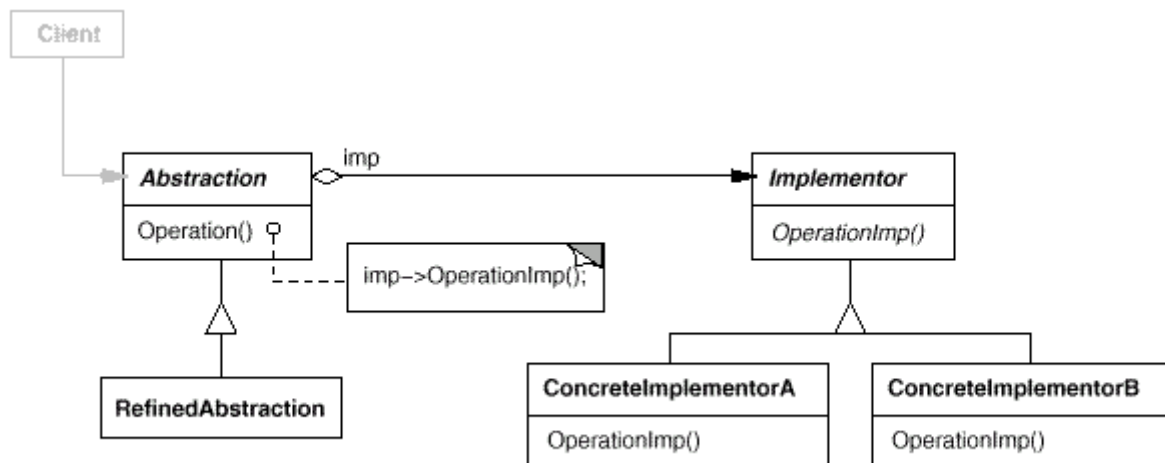 Client
imp
Abstraction
Implementor
Operation()
OperationImp()
imp->OperationImp();
RefinedAbstraction
ConcreteImplementorA
ConcreteImplementorB
OperationImp()
OperationImp()